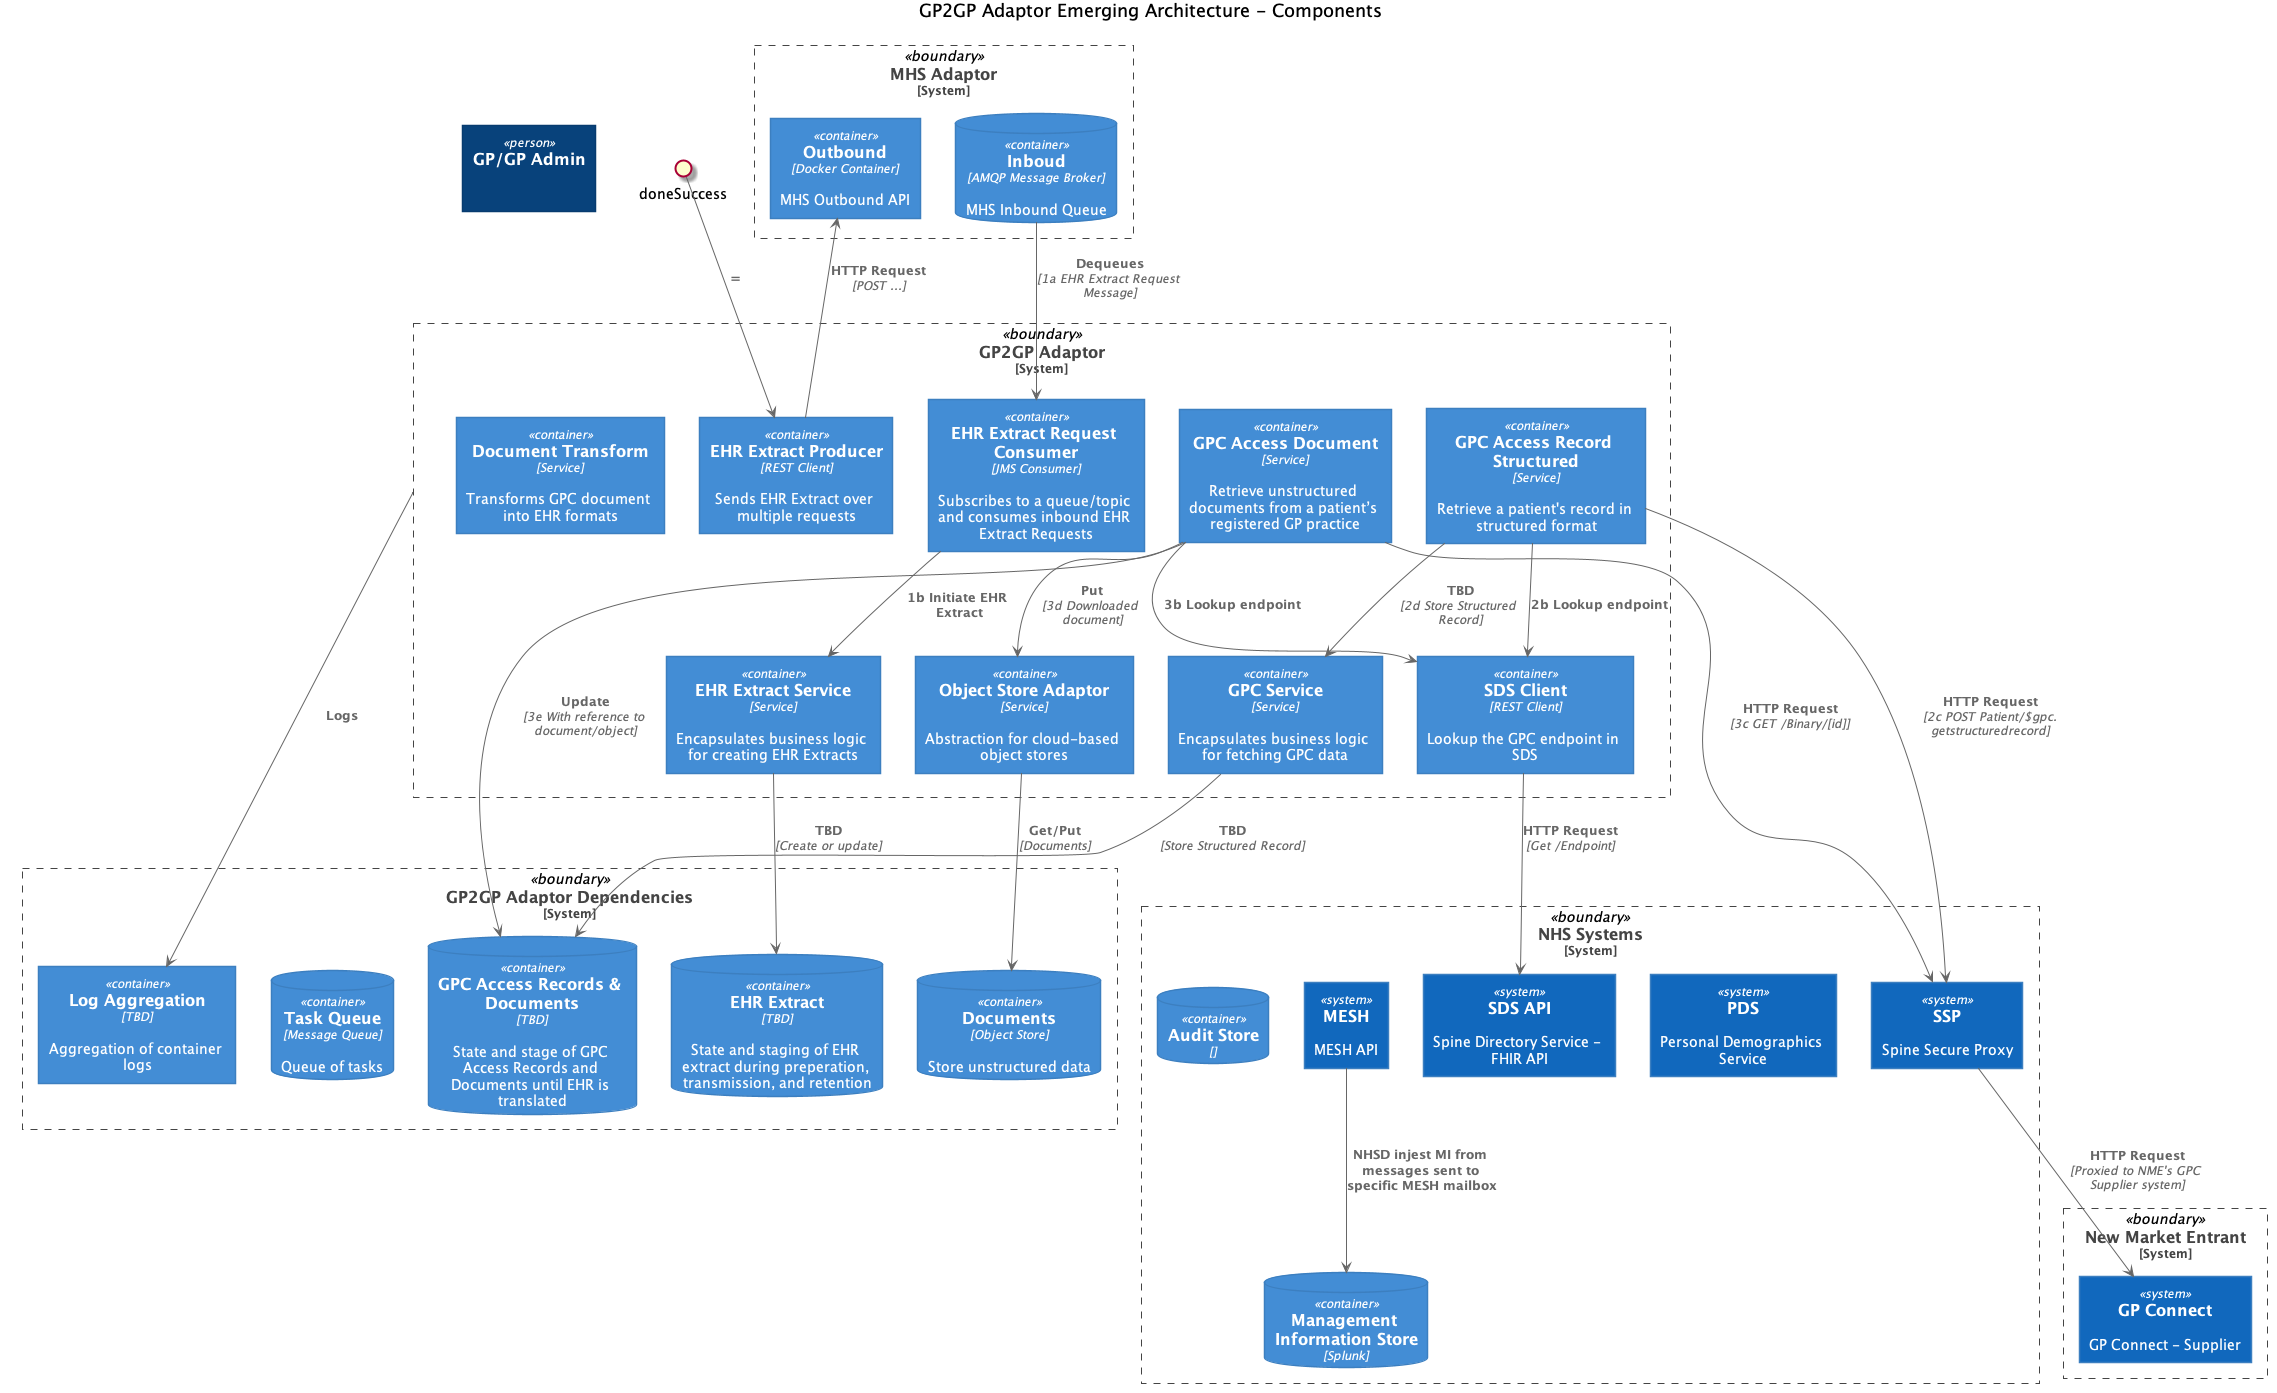 GP2GP Adaptor Emerging Architecture – Components
«boundary»
MHS Adaptor
[System]
«container»
Outbound
[Docker Container]
MHS Outbound API
«container»
Inboud
[AMQP Message Broker]
MHS Inbound Queue
«person»
GP/GP Admin
doneSuccess
=
HTTP Request
[POST ...]
Dequeues
[1a EHR Extract Request
Message]
«boundary»
GP2GP Adaptor
[System]
«container»
Document Transform
[Service]
Transforms GPC document
into EHR formats
«container»
EHR Extract Producer
[REST Client]
Sends EHR Extract over
multiple requests
«container»
EHR Extract Request
Consumer
[JMS Consumer]
Subscribes to a queue/topic
and consumes inbound EHR
Extract Requests
«container»
GPC Access Document
[Service]
Retrieve unstructured
documents from a patient's
registered GP practice
«container»
GPC Access Record
Structured
[Service]
Retrieve a patient's record in
structured format
1b Initiate EHR
Extract
Put
[3d Downloaded
document]
3b Lookup endpoint
TBD
[2d Store Structured
Record]
2b Lookup endpoint
«container»
EHR Extract Service
[Service]
Encapsulates business logic
for creating EHR Extracts
«container»
Object Store Adaptor
[Service]
Abstraction for cloud-based
object stores
«container»
GPC Service
[Service]
Encapsulates business logic
for fetching GPC data
«container»
SDS Client
[REST Client]
Lookup the GPC endpoint in
SDS
Logs
Update
[3e With reference to
document/object]
HTTP Request
[3c GET /Binary/[id]]
HTTP Request
[2c POST Patient/$gpc.
getstructuredrecord]
TBD
[Create or update]
Get/Put
[Documents]
TBD
[Store Structured Record]
HTTP Request
[Get /Endpoint]
«boundary»
GP2GP Adaptor Dependencies
[System]
«container»
Log Aggregation
[TBD]
Aggregation of container
logs
«container»
Task Queue
[Message Queue]
Queue of tasks
«container»
GPC Access Records &
Documents
[TBD]
State and stage of GPC
Access Records and
Documents until EHR is
translated
«container»
EHR Extract
[TBD]
State and staging of EHR
extract during preperation,
transmission, and retention
«container»
Documents
[Object Store]
Store unstructured data
«boundary»
NHS Systems
[System]
«container»
Audit Store
[]
«system»
MESH
MESH API
«system»
SDS API
Spine Directory Service –
FHIR API
«system»
PDS
Personal Demographics
Service
«system»
SSP
Spine Secure Proxy
NHSD injest MI from
messages sent to
specific MESH mailbox
HTTP Request
[Proxied to NME's GPC
Supplier system]
«container»
Management
Information Store
[Splunk]
«boundary»
New Market Entrant
[System]
«system»
GP Connect
GP Connect – Supplier